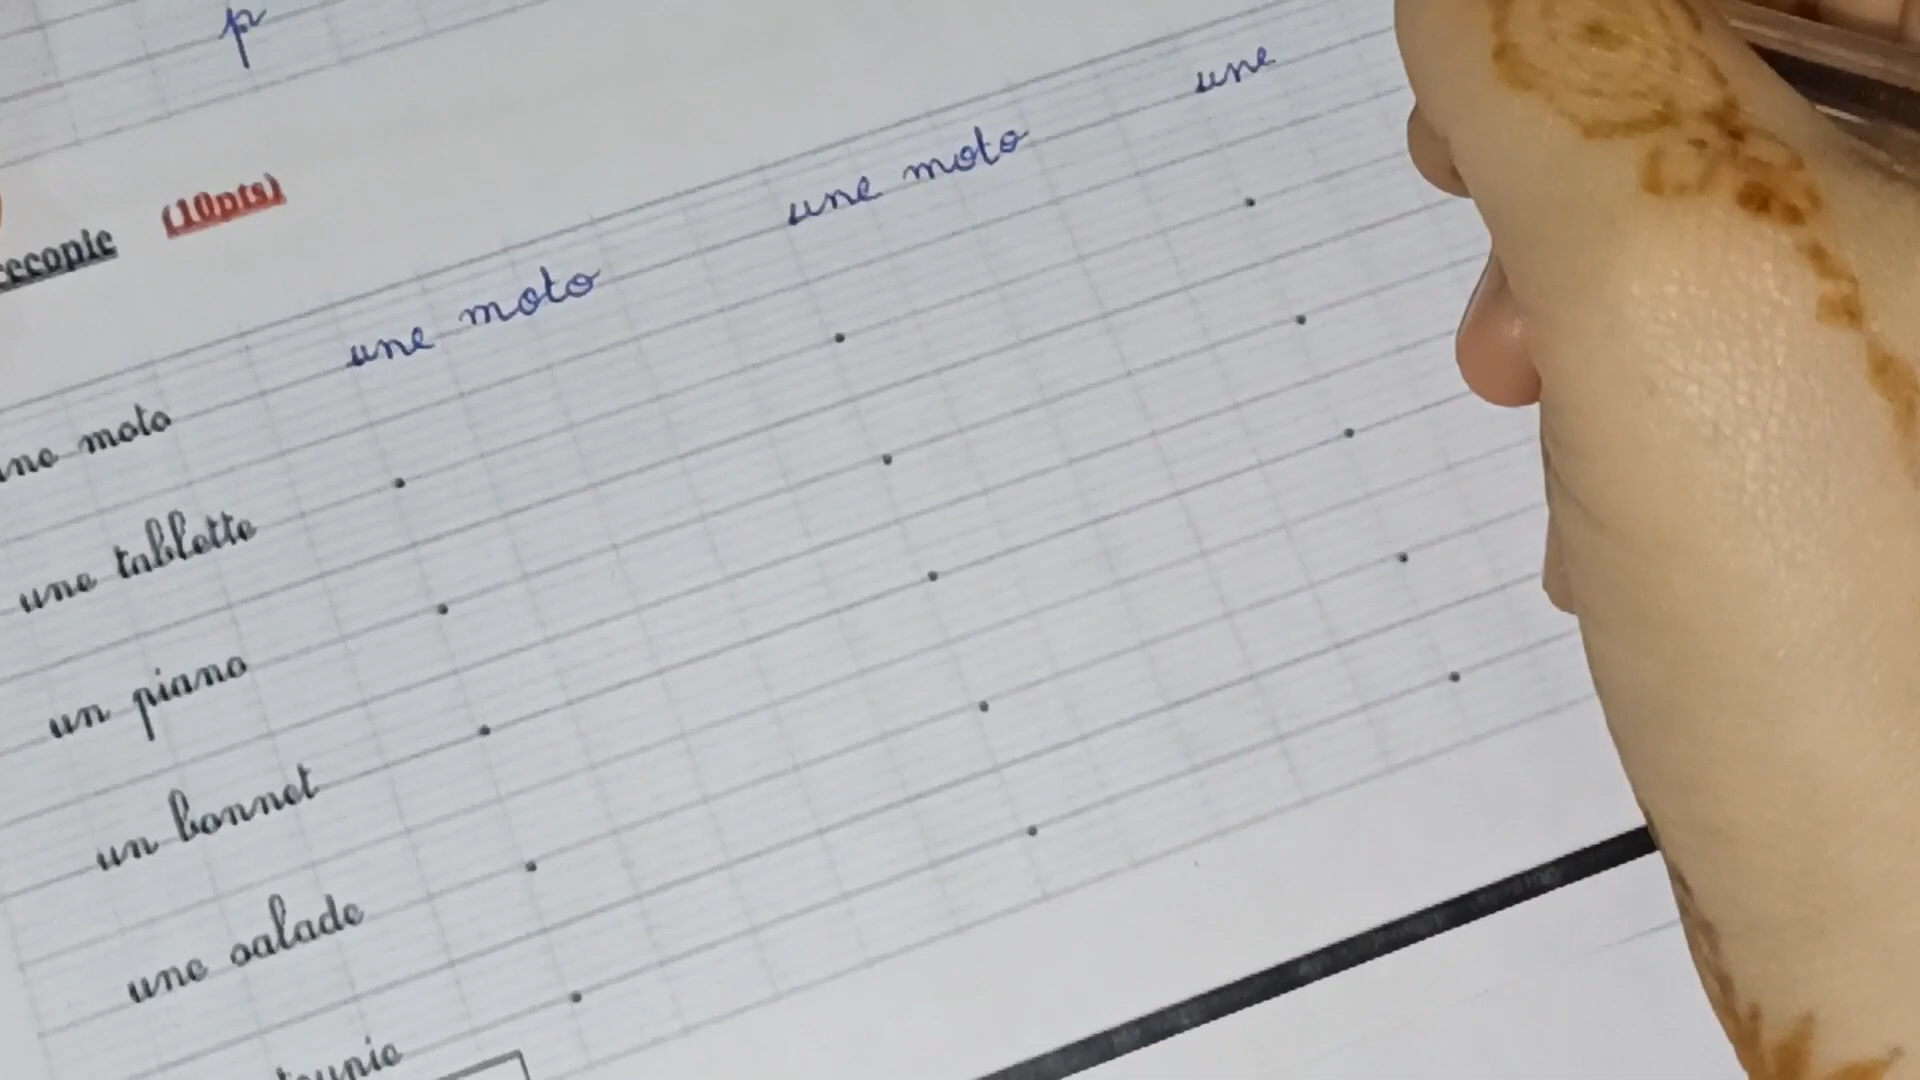 p
recopie (10pts)
une moto une moto une moto une
une tablette
un piano
un bonnet
une salade